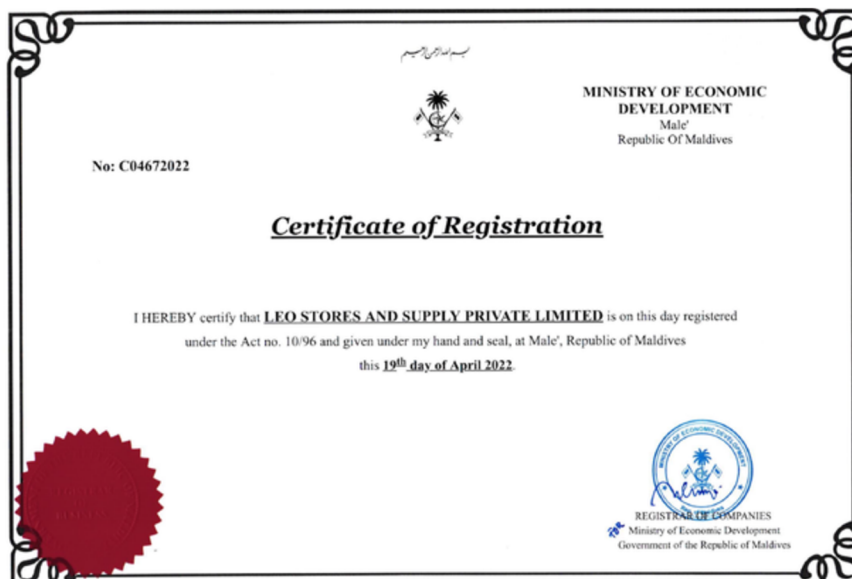 بسم الله الرحمن الرحيم
MINISTRY OF ECONOMIC
DEVELOPMENT
Male'
Republic Of Maldives
No: C04672022
Certificate of Registration
I HEREBY certify that LEO STORES AND SUPPLY PRIVATE LIMITED is on this day registered
under the Act no. 10/96 and given under my hand and seal, at Male', Republic of Maldives
this 19th day of April 2022.
MINISTRY OF ECONOMIC DEVELOPMENT
REGISTRAR OF COMPANIES
for Ministry of Economic Development
Government of the Republic of Maldives